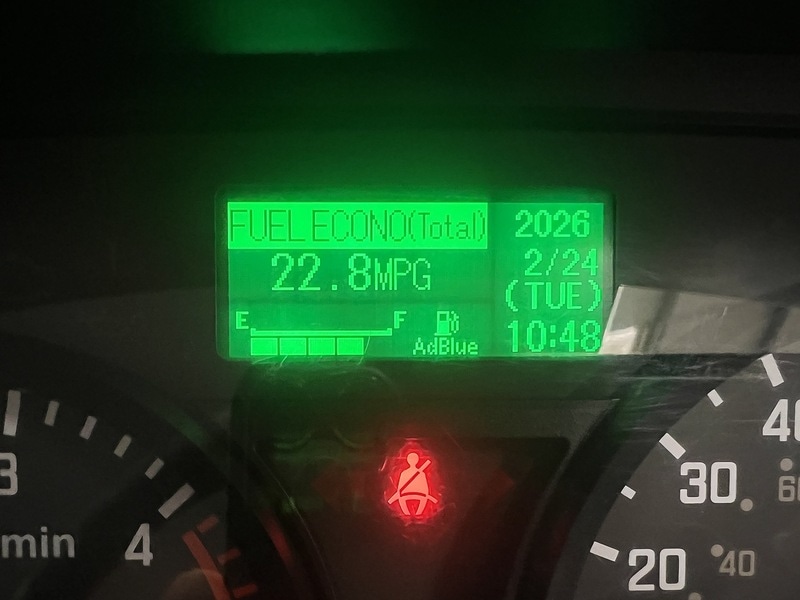 FUEL ECONO(Total)
22.8MPG
E F
AdBlue
2026
2/24
(TUE)
10:48
3
min
4
40
30
60
20
40